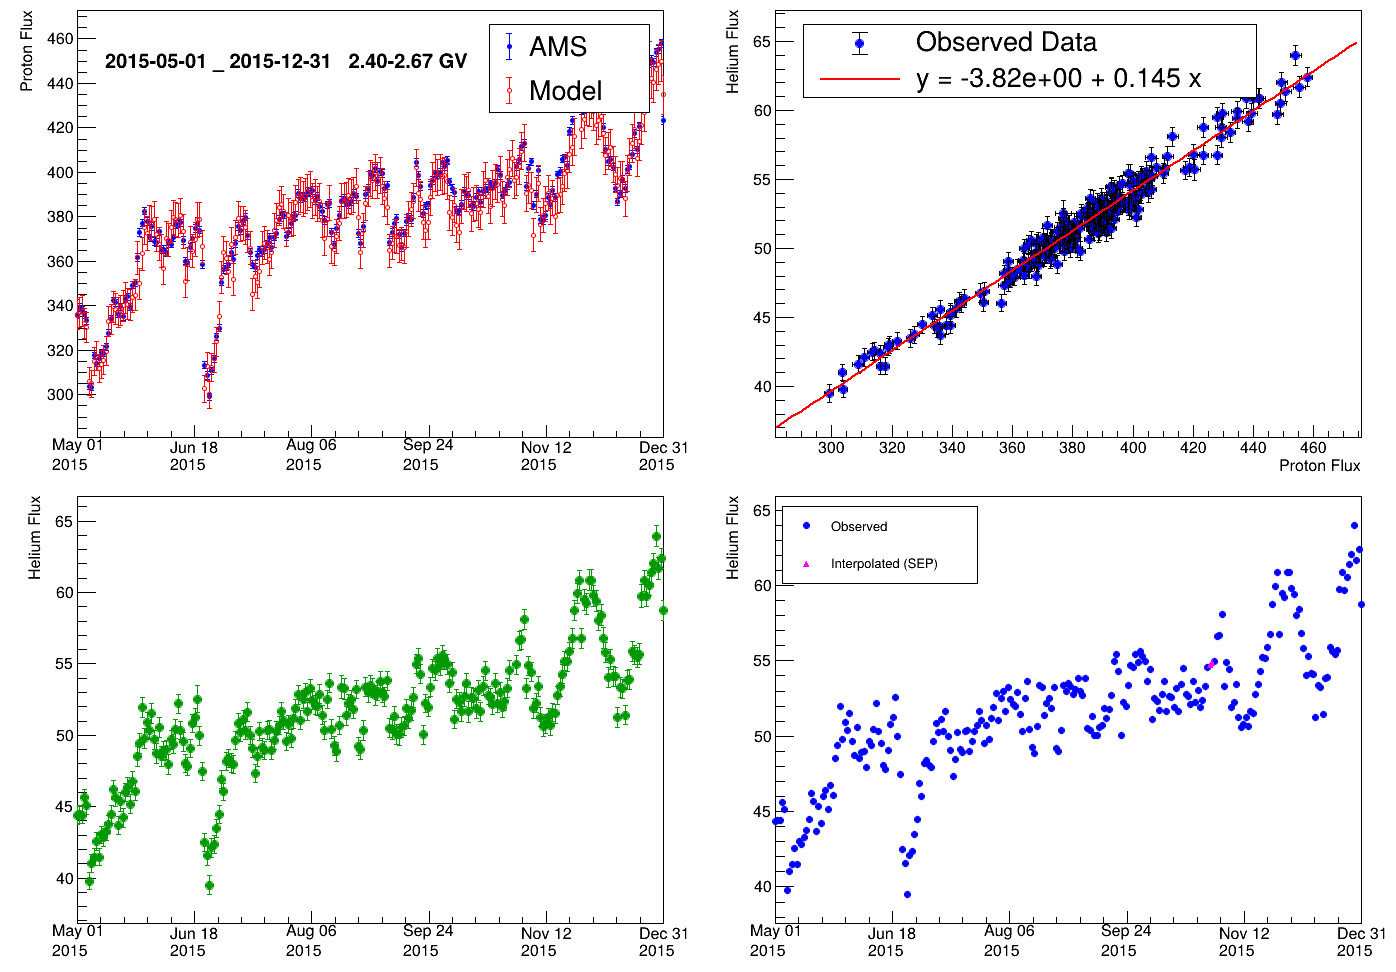 Proton Flux
460
440
420
400
380
360
340
320
300
2015-05-01 _ 2015-12-31 2.40-2.67 GV
AMS
Model
May 01
2015
Jun 18
2015
Aug 06
2015
Sep 24
2015
Nov 12
2015
Dec 31
2015
Helium Flux
65
60
55
50
45
40
Observed Data
y = -3.82e+00 + 0.145 x
300 320 340 360 380 400 420 440 460
Proton Flux
Helium Flux
65
60
55
50
45
40
May 01
2015
Jun 18
2015
Aug 06
2015
Sep 24
2015
Nov 12
2015
Dec 31
2015
Helium Flux
65
60
55
50
45
40
Observed
Interpolated (SEP)
May 01
2015
Jun 18
2015
Aug 06
2015
Sep 24
2015
Nov 12
2015
Dec 31
2015